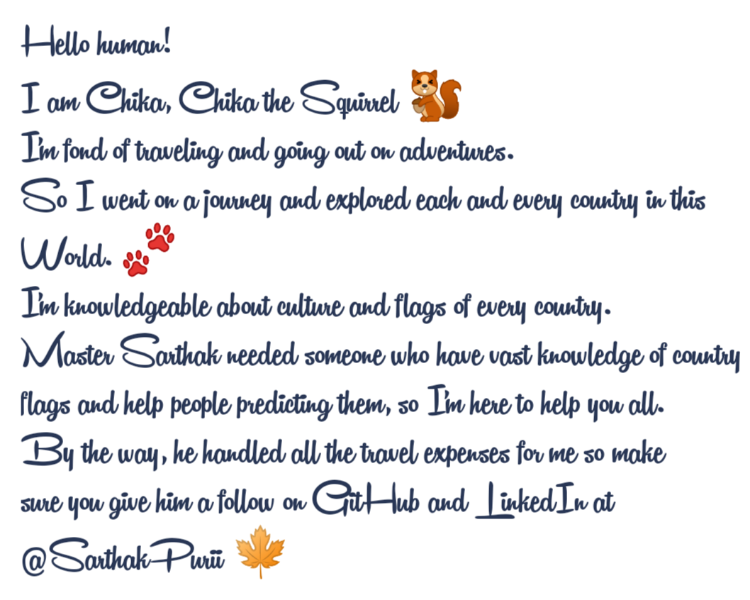 Hello human!
I am Chika, Chika the Squirrel 🐿️
I'm fond of traveling and going out on adventures.
So I went on a journey and explored each and every country in this
World. 🐾
I'm knowledgeable about culture and flags of every country.
Master Sarthak needed someone who have vast knowledge of country
flags and help people predicting them, so I'm here to help you all.
By the way, he handled all the travel expenses for me so make
sure you give him a follow on GitHub and LinkedIn at
@SarthakPurii 🍁